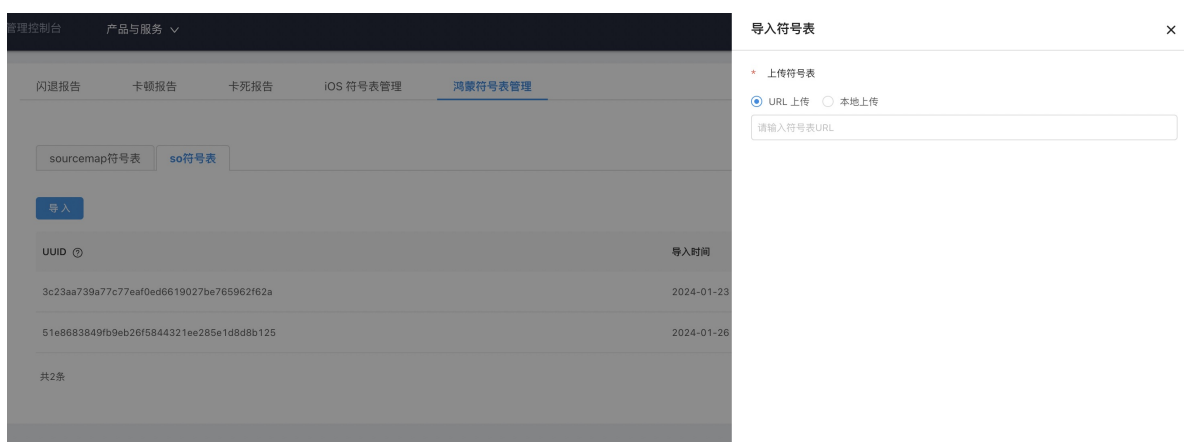 管理控制台 产品与服务
闪退报告 卡顿报告 卡死报告 iOS 符号表管理 鸿蒙符号表管理
sourcemap符号表 so符号表
导 入
UUID 导入时间
3c23aa739a77c77eaf0ed6619027be765962f62a 2024-01-23
51e8683849fb9eb26f5844321ee285e1d8d8b125 2024-01-26
共2条
导入符号表
* 上传符号表
URL 上传 本地上传
请输入符号表URL